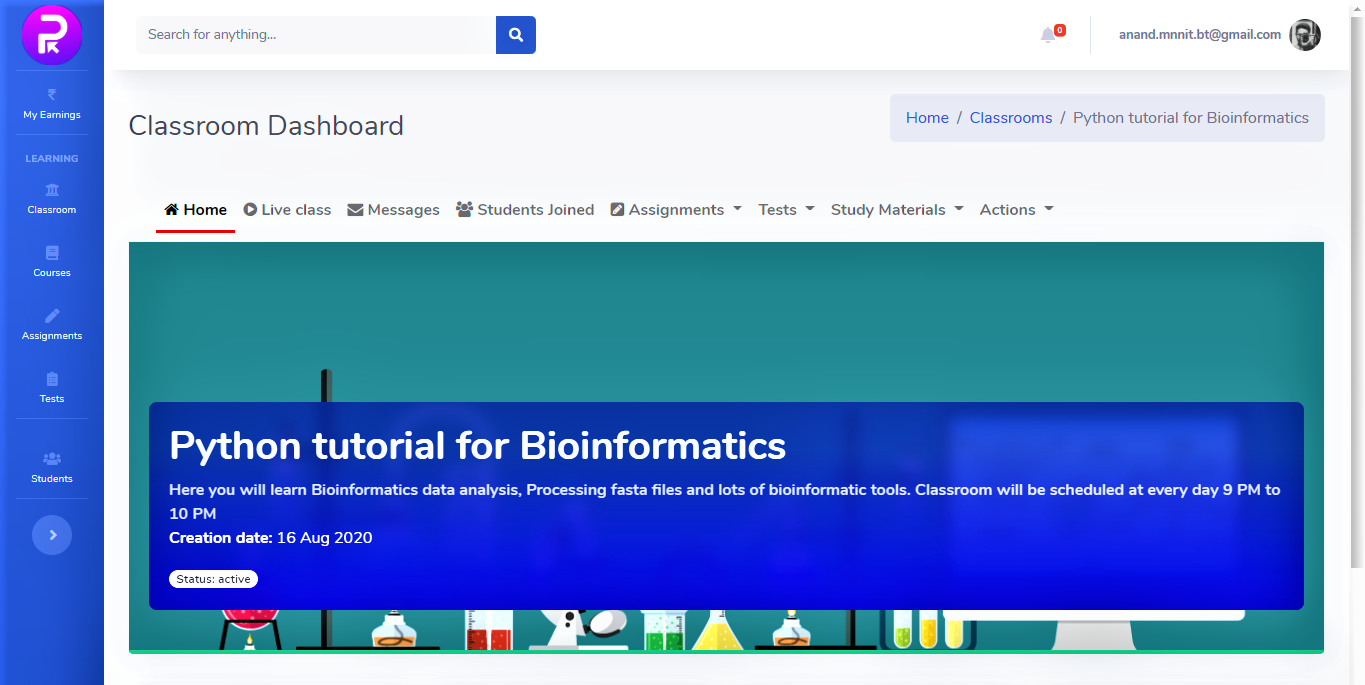 Search for anything...
0
anand.mnnit.bt@gmail.com
My Earnings
LEARNING
Classroom
Courses
Assignments
Tests
Students
Classroom Dashboard
Home / Classrooms / Python tutorial for Bioinformatics
Home Live class Messages Students Joined Assignments Tests Study Materials Actions
Python tutorial for Bioinformatics
Here you will learn Bioinformatics data analysis, Processing fasta files and lots of bioinformatic tools. Classroom will be scheduled at every day 9 PM to
10 PM
Creation date: 16 Aug 2020
Status: active